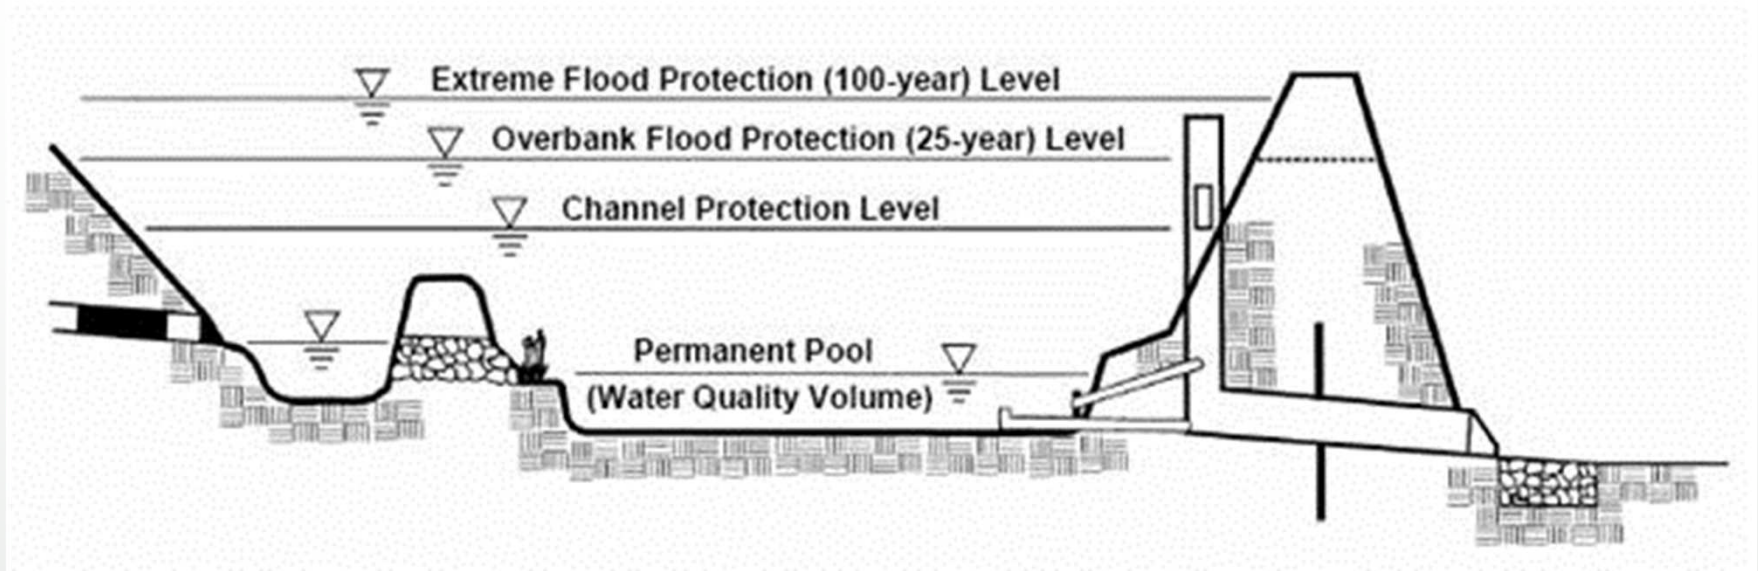 Extreme Flood Protection (100-year) Level
Overbank Flood Protection (25-year) Level
Channel Protection Level
Permanent Pool
(Water Quality Volume)